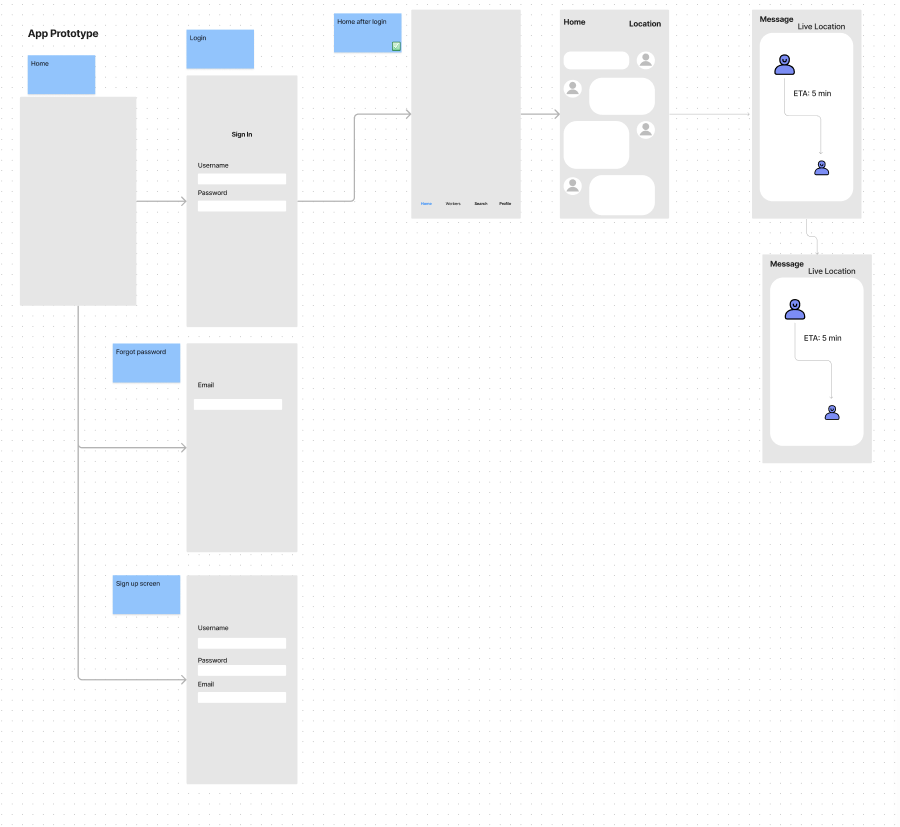 App Prototype
Home
Login
Sign In
Username
Password
Home after login
Home
Workers
Search
Profile
Home
Location
Message
Live Location
ETA: 5 min
Message
Live Location
ETA: 5 min
Forgot password
Email
Sign up screen
Username
Password
Email